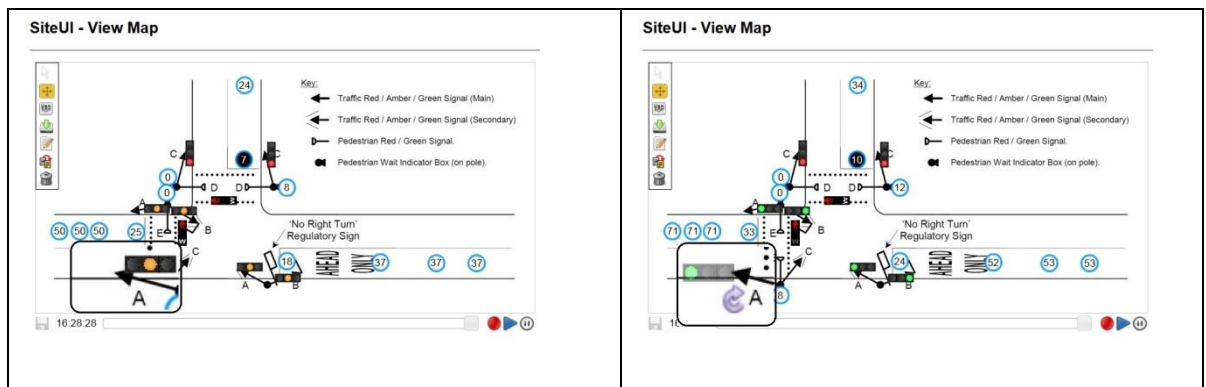 SiteUI - View Map
24
Key:
Traffic Red / Amber / Green Signal (Main)
Traffic Red / Amber / Green Signal (Secondary)
Pedestrian Red / Green Signal.
Pedestrian Wait Indicator Box (on pole).
C
C
7
0
D
D
8
0
A
B
50
50
50
25
E
'No Right Turn'
Regulatory Sign
C
18
AHEAD
ONLY
37
37
37
A
A
B
16:28:28
SiteUI - View Map
34
Key:
Traffic Red / Amber / Green Signal (Main)
Traffic Red / Amber / Green Signal (Secondary)
Pedestrian Red / Green Signal.
Pedestrian Wait Indicator Box (on pole).
C
C
10
0
D
D
12
0
A
B
71
71
71
33
E
'No Right Turn'
Regulatory Sign
C
24
AHEAD
ONLY
52
53
53
A
8
A
B